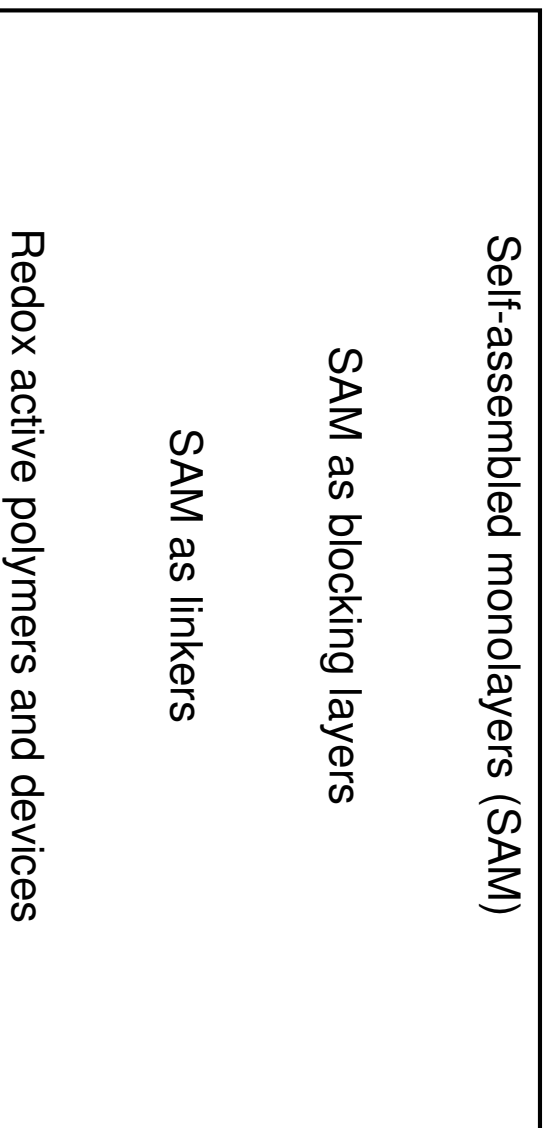 Self-assembled monolayers (SAM)
SAM as blocking layers
SAM as linkers
Redox active polymers and devices